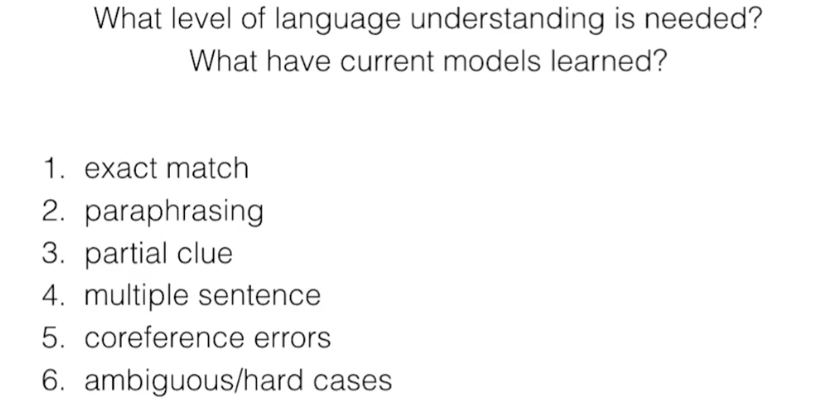 What level of language understanding is needed?
What have current models learned?
1. exact match
2. paraphrasing
3. partial clue
4. multiple sentence
5. coreference errors
6. ambiguous/hard cases